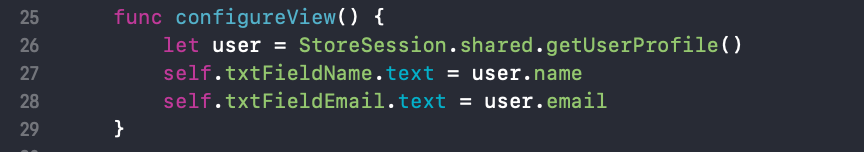 25 func configureView() {
26 let user = StoreSession.shared.getUserProfile()
27 self.txtFieldName.text = user.name
28 self.txtFieldEmail.text = user.email
29 }